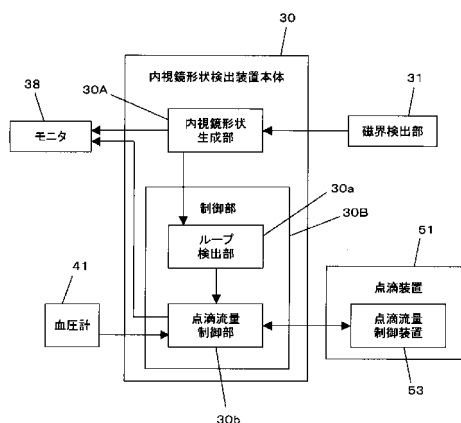 30
内視鏡形状検出装置本体
38
30A
31
モニタ
内視鏡形状
生成部
磁界検出部
30a
制御部
30B
ループ
検出部
51
41
点滴装置
血圧計
点滴流量
制御部
点滴流量
制御装置
53
30b